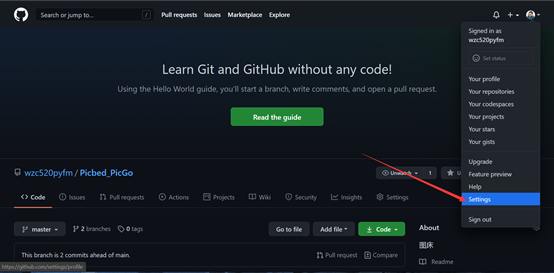 Search or jump to... /
Pull requests Issues Marketplace Explore
Signed in as
wzc520pyfm
Set status
Your profile
Your repositories
Your codespaces
Your projects
Your stars
Your gists
Upgrade
Feature preview
Help
Settings
Sign out
Learn Git and GitHub without any code!
Using the Hello World guide, you'll start a branch, write comments, and open a pull request.
Read the guide
wzc520pyfm / Picbed_PicGo
Unwatch 1
Code Issues Pull requests Actions Projects Wiki Security Insights Settings
master 2 branches 0 tags Go to file Add file Code
About
This branch is 2 commits ahead of main. Pull request Compare
图床
Readme
https://github.com/settings/profile